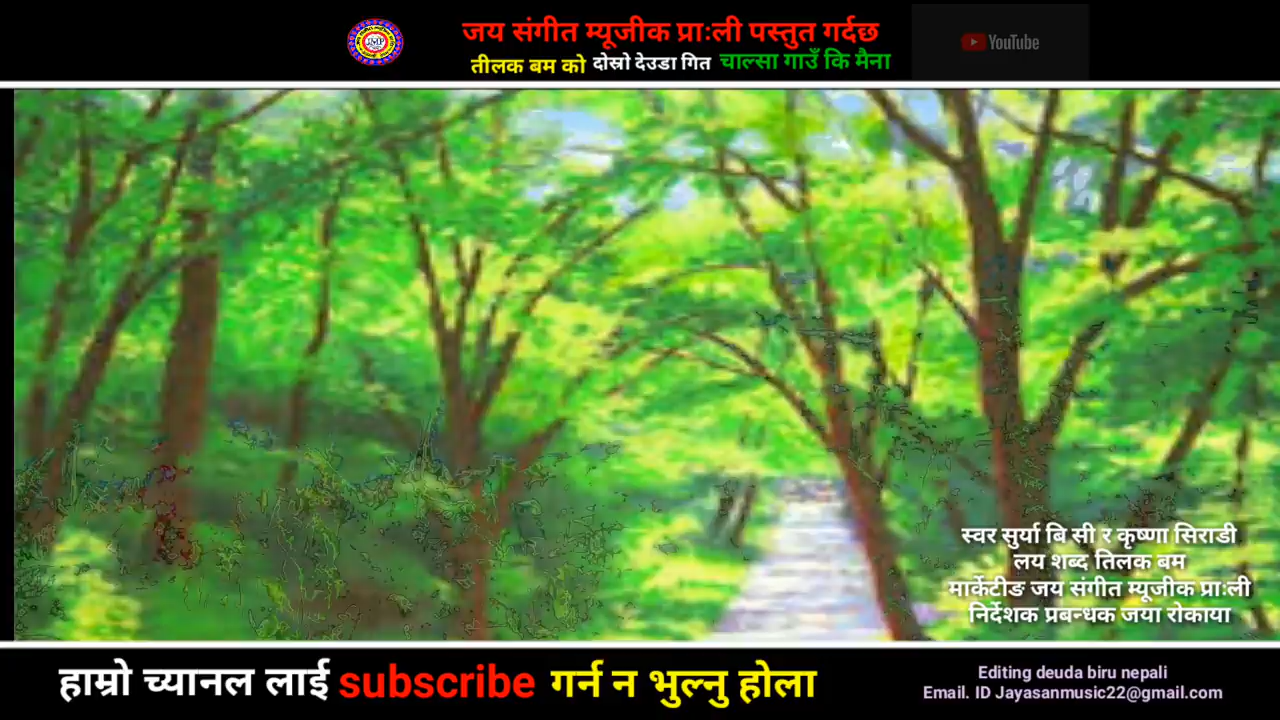 जय संगीत म्यूजीक प्राःली पस्तुत गर्दछ
तीलक बम को दोस्रो देउडा गित चाल्सा गाउँ कि मैना
YouTube
JMP
स्वर सुर्या बि सी र कृष्णा सिराडी
लय शब्द तिलक बम
मार्केटीङ जय संगीत म्यूजीक प्राःली
निर्देशक प्रबन्धक जया रोकाया
हाम्रो च्यानल लाई subscribe गर्न न भुल्नु होला
Editing deuda biru nepali
Email. ID Jayasanmusic22@gmail.com